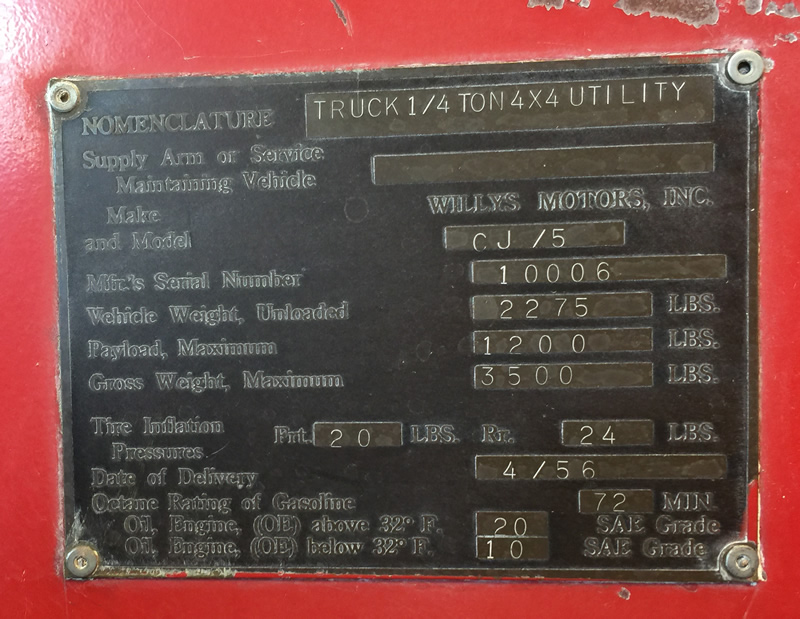 NOMENCLATURE TRUCK 1/4 TON 4X4 UTILITY
Supply Arm or Service
Maintaining Vehicle
WILLYS MOTORS, INC.
Make
and Model CJ/5
Mfr.'s Serial Number 10006
Vehicle Weight, Unloaded 2275 LBS.
Payload, Maximum 1200 LBS.
Gross Weight, Maximum 3500 LBS.
Tire Inflation
Pressures. Frt. 20 LBS. Rr. 24 LBS.
Date of Delivery 4/56
Octane Rating of Gasoline 72 MIN.
Oil, Engine, (OE) above 32° F. 20 SAE Grade
Oil, Engine, (OE) below 32° F. 10 SAE Grade